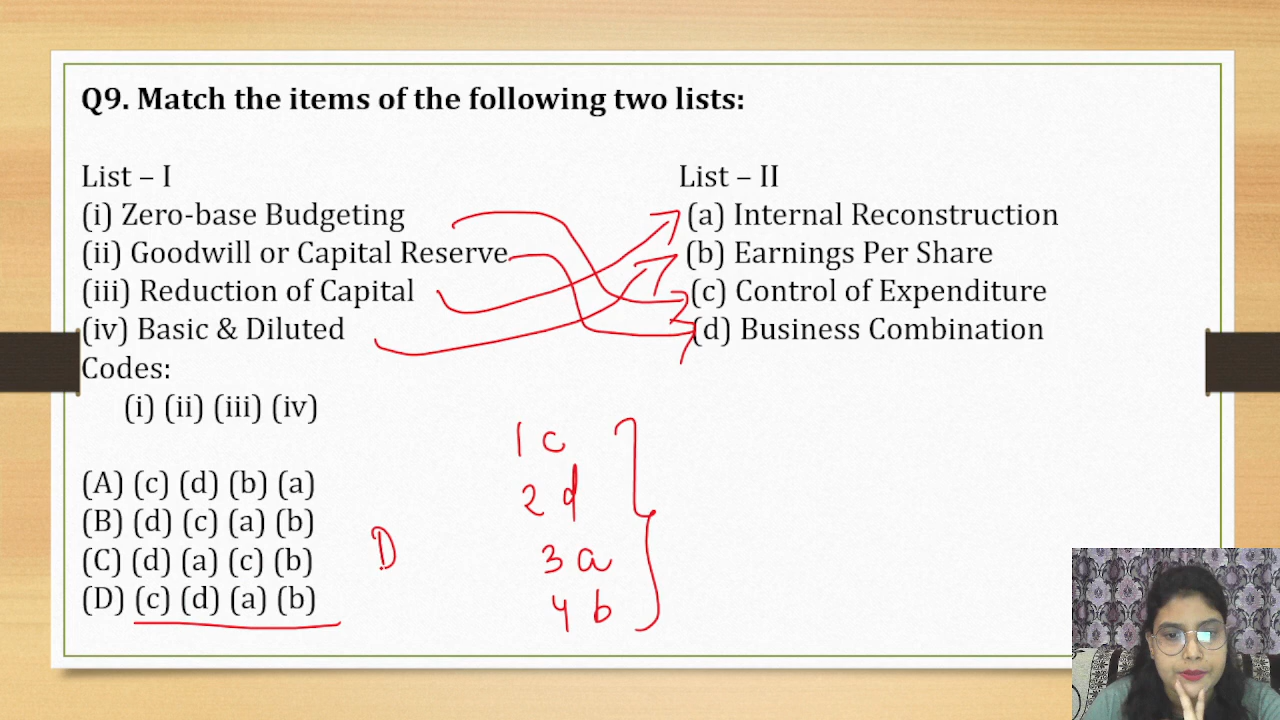 Q9. Match the items of the following two lists:
List – I
List – II
(i) Zero-base Budgeting
(a) Internal Reconstruction
(ii) Goodwill or Capital Reserve
(b) Earnings Per Share
(iii) Reduction of Capital
(c) Control of Expenditure
(iv) Basic & Diluted
(d) Business Combination
Codes:
(i) (ii) (iii) (iv)
(A) (c) (d) (b) (a)
(B) (d) (c) (a) (b)
(C) (d) (a) (c) (b)
(D) (c) (d) (a) (b)
D
1 c
2 d
3 a
4 b